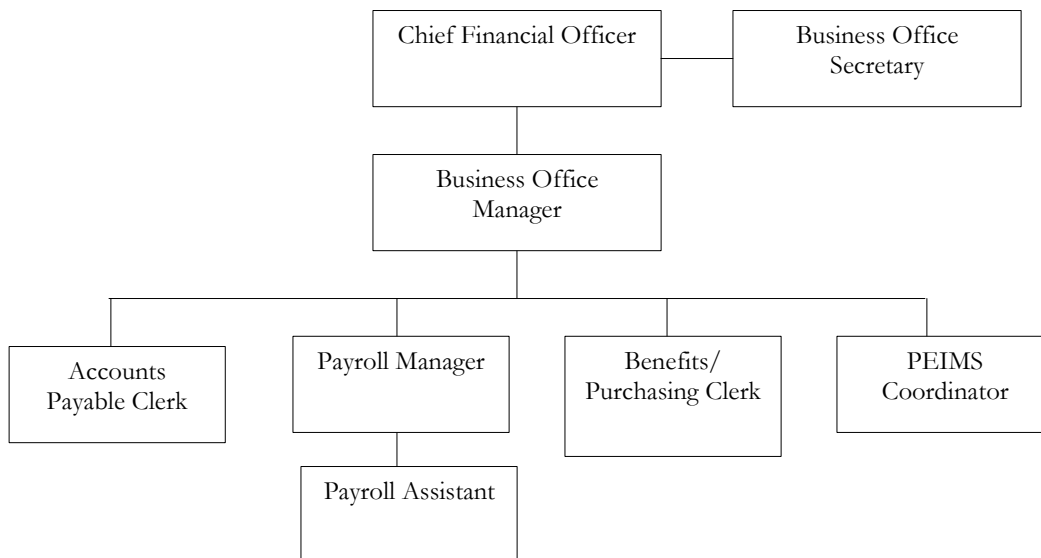 Chief Financial Officer
Business Office
Secretary
Business Office
Manager
Accounts
Payable Clerk
Payroll Manager
Benefits/
Purchasing Clerk
PEIMS
Coordinator
Payroll Assistant